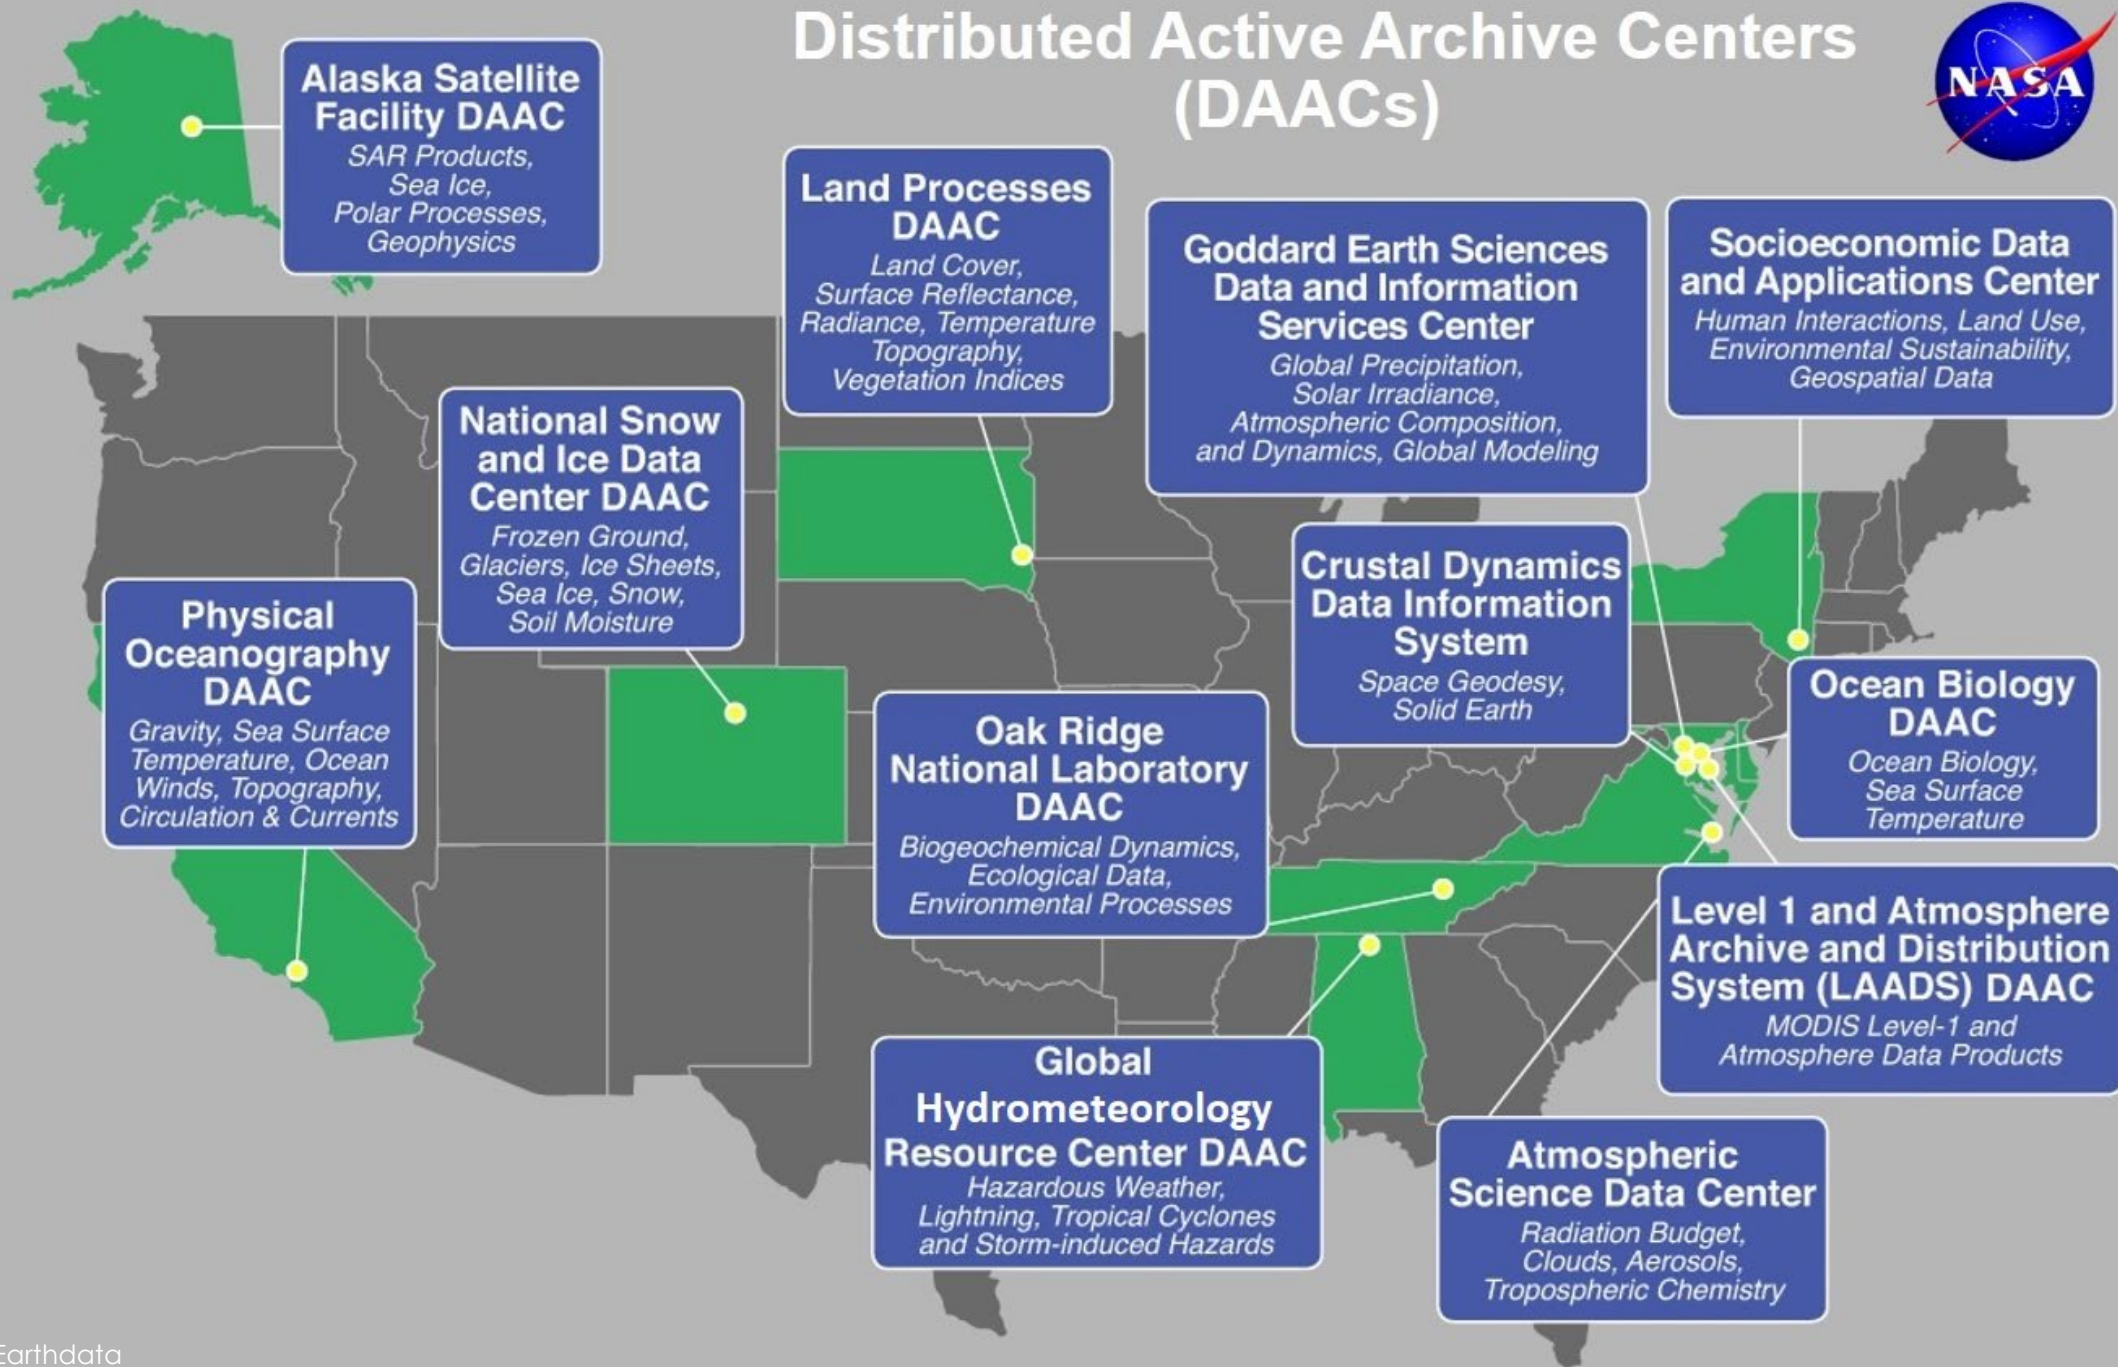 Distributed Active Archive Centers
(DAACs)
NASA
Alaska Satellite
Facility DAAC
SAR Products,
Sea Ice,
Polar Processes,
Geophysics
Land Processes
DAAC
Land Cover,
Surface Reflectance,
Radiance, Temperature
Topography,
Vegetation Indices
Goddard Earth Sciences
Data and Information
Services Center
Global Precipitation,
Solar Irradiance,
Atmospheric Composition,
and Dynamics, Global Modeling
Socioeconomic Data
and Applications Center
Human Interactions, Land Use,
Environmental Sustainability,
Geospatial Data
National Snow
and Ice Data
Center DAAC
Frozen Ground,
Glaciers, Ice Sheets,
Sea Ice, Snow,
Soil Moisture
Crustal Dynamics
Data Information
System
Space Geodesy,
Solid Earth
Physical
Oceanography
DAAC
Gravity, Sea Surface
Temperature, Ocean
Winds, Topography,
Circulation & Currents
Oak Ridge
National Laboratory
DAAC
Biogeochemical Dynamics,
Ecological Data,
Environmental Processes
Ocean Biology
DAAC
Ocean Biology,
Sea Surface
Temperature
Level 1 and Atmosphere
Archive and Distribution
System (LAADS) DAAC
MODIS Level-1 and
Atmosphere Data Products
Global
Hydrometeorology
Resource Center DAAC
Hazardous Weather,
Lightning, Tropical Cyclones
and Storm-induced Hazards
Atmospheric
Science Data Center
Radiation Budget,
Clouds, Aerosols,
Tropospheric Chemistry
Earthdata